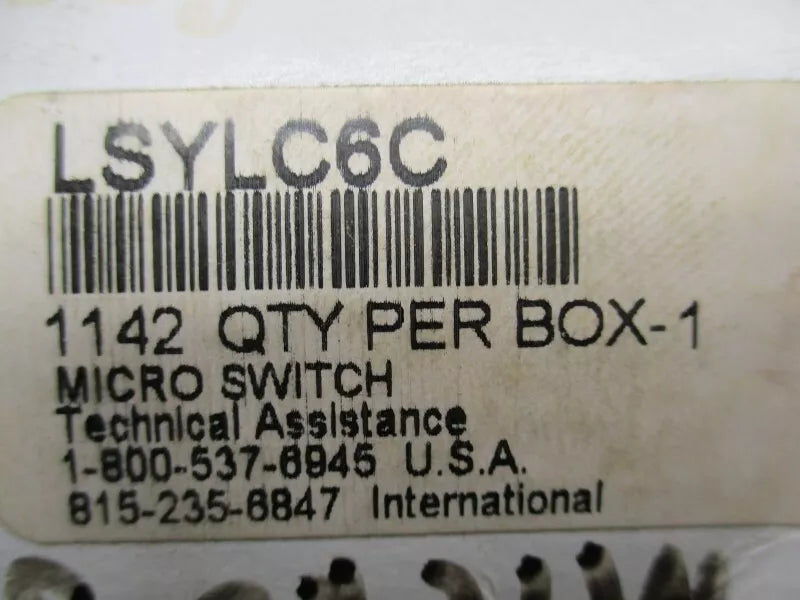 LSYLC6C
1142 QTY PER BOX-1
MICRO SWITCH
Technical Assistance
1-800-537-6945 U.S.A.
815-235-6847 International